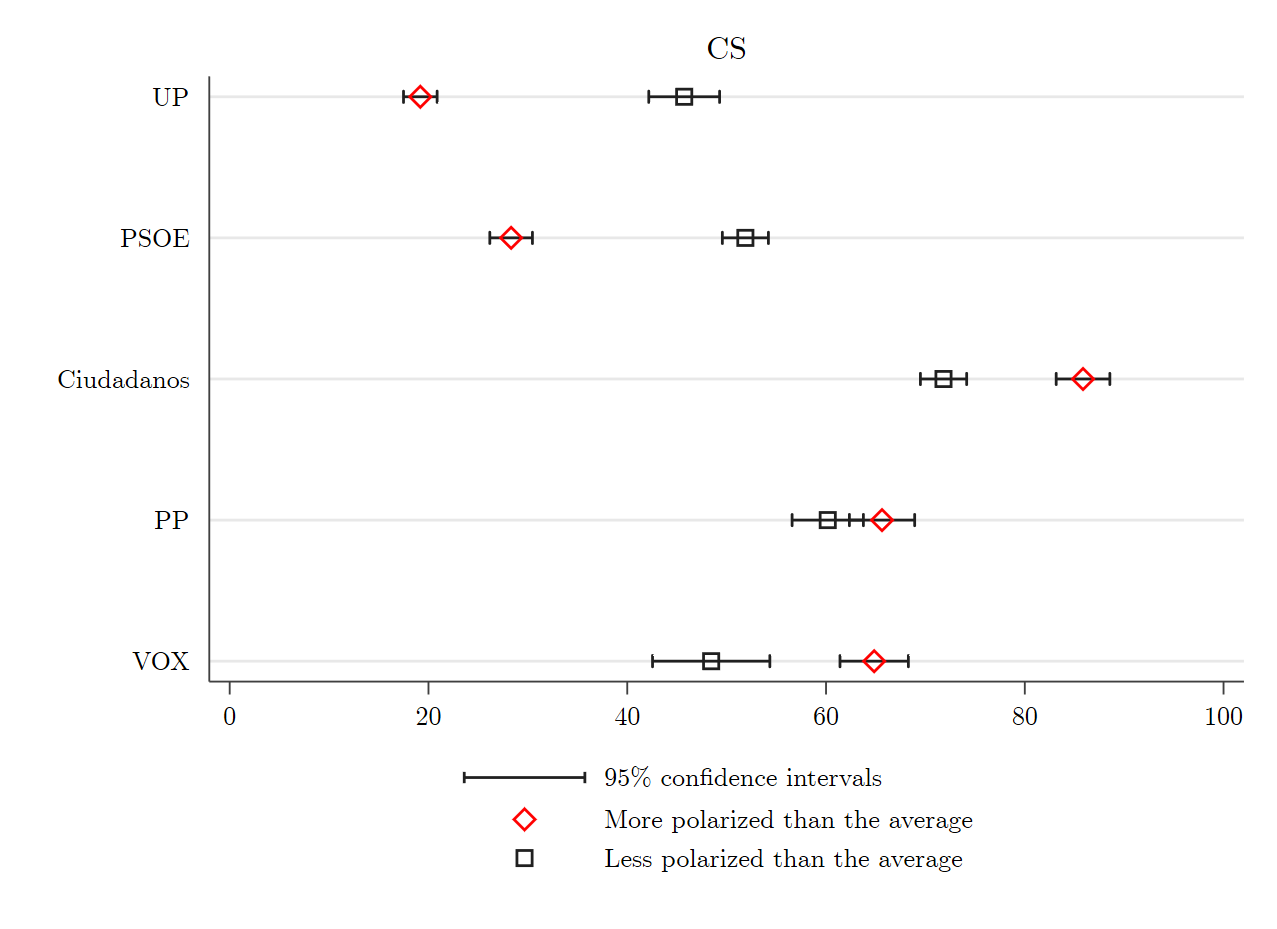 CS
UP
PSOE
Ciudadanos
PP
VOX
0 20 40 60 80 100
95% confidence intervals
More polarized than the average
Less polarized than the average